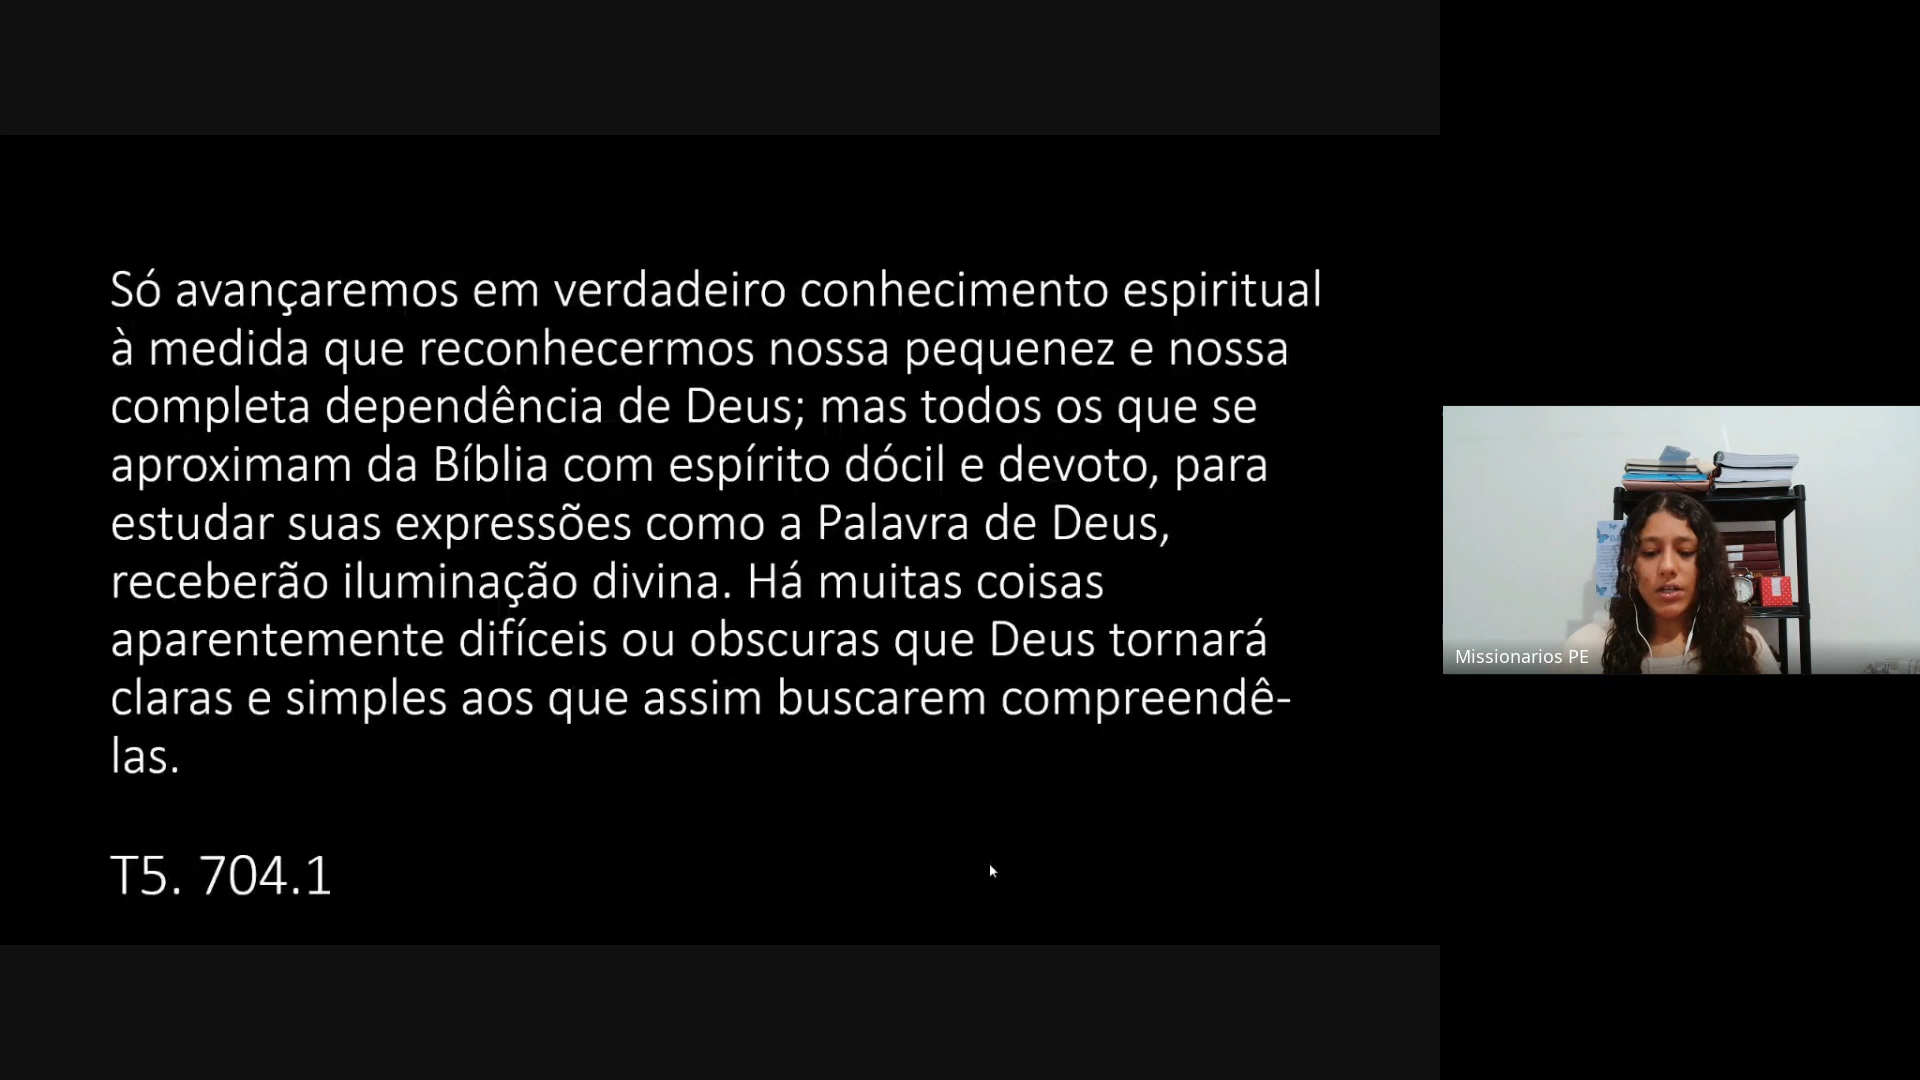 Só avançaremos em verdadeiro conhecimento espiritual
à medida que reconhecermos nossa pequenez e nossa
completa dependência de Deus; mas todos os que se
aproximam da Bíblia com espírito dócil e devoto, para
estudar suas expressões como a Palavra de Deus,
receberão iluminação divina. Há muitas coisas
aparentemente difíceis ou obscuras que Deus tornará
claras e simples aos que assim buscarem compreendê-
las.
T5. 704.1
Missionarios PE